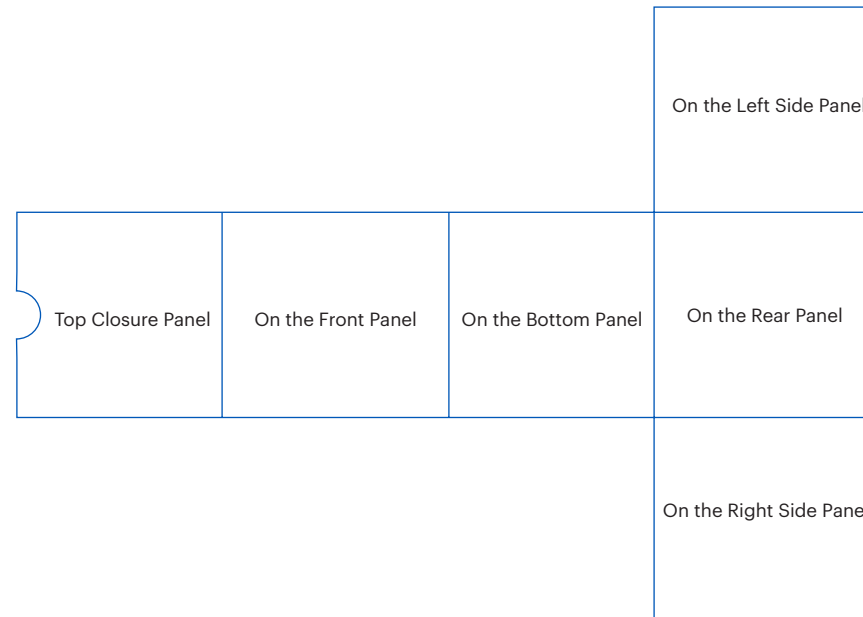 On the Left Side Panel
Top Closure Panel
On the Front Panel
On the Bottom Panel
On the Rear Panel
On the Right Side Pane